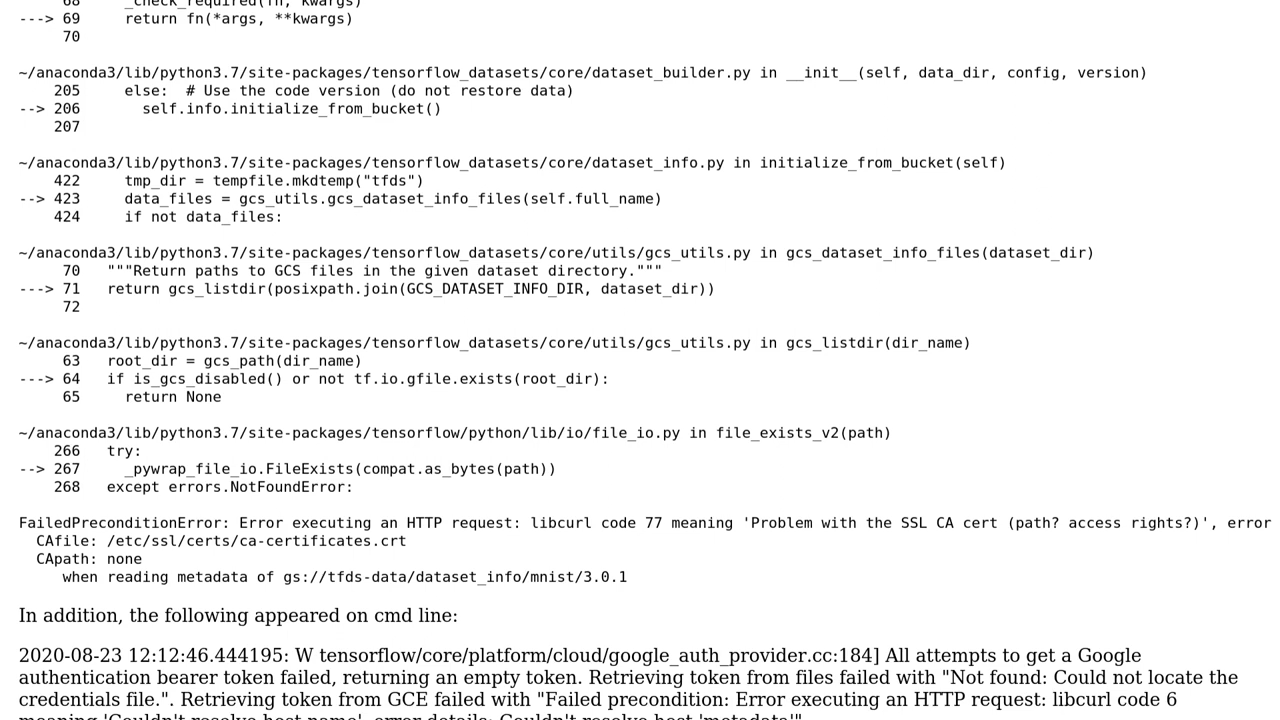 68     _check_required(fn, kwargs)
---> 69     return fn(*args, **kwargs)
70
~/anaconda3/lib/python3.7/site-packages/tensorflow_datasets/core/dataset_builder.py in __init__(self, data_dir, config, version)
205     else:  # Use the code version (do not restore data)
--> 206       self.info.initialize_from_bucket()
207
~/anaconda3/lib/python3.7/site-packages/tensorflow_datasets/core/dataset_info.py in initialize_from_bucket(self)
422     tmp_dir = tempfile.mkdtemp("tfds")
--> 423     data_files = gcs_utils.gcs_dataset_info_files(self.full_name)
424     if not data_files:
~/anaconda3/lib/python3.7/site-packages/tensorflow_datasets/core/utils/gcs_utils.py in gcs_dataset_info_files(dataset_dir)
70   """Return paths to GCS files in the given dataset directory."""
---> 71   return gcs_listdir(posixpath.join(GCS_DATASET_INFO_DIR, dataset_dir))
72
~/anaconda3/lib/python3.7/site-packages/tensorflow_datasets/core/utils/gcs_utils.py in gcs_listdir(dir_name)
63   root_dir = gcs_path(dir_name)
---> 64   if is_gcs_disabled() or not tf.io.gfile.exists(root_dir):
65     return None
~/anaconda3/lib/python3.7/site-packages/tensorflow/python/lib/io/file_io.py in file_exists_v2(path)
266   try:
--> 267     _pywrap_file_io.FileExists(compat.as_bytes(path))
268   except errors.NotFoundError:
FailedPreconditionError: Error executing an HTTP request: libcurl code 77 meaning 'Problem with the SSL CA cert (path? access rights?)', error
CAfile: /etc/ssl/certs/ca-certificates.crt
CApath: none
when reading metadata of gs://tfds-data/dataset_info/mnist/3.0.1
In addition, the following appeared on cmd line:
2020-08-23 12:12:46.444195: W tensorflow/core/platform/cloud/google_auth_provider.cc:184] All attempts to get a Google
authentication bearer token failed, returning an empty token. Retrieving token from files failed with "Not found: Could not locate the
credentials file.". Retrieving token from GCE failed with "Failed precondition: Error executing an HTTP request: libcurl code 6
meaning 'Couldn't resolve host name', error details: Couldn't resolve host 'metadata'"